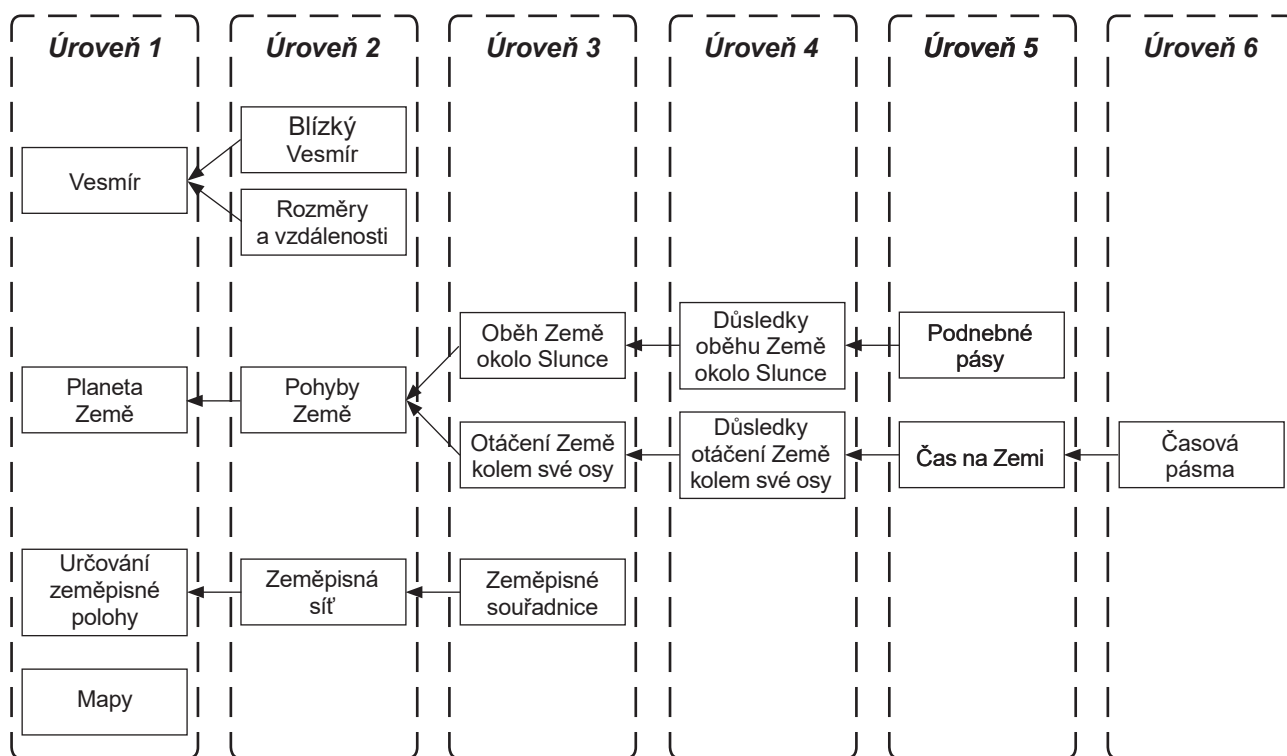 Úroveň 1
Úroveň 2
Úroveň 3
Úroveň 4
Úroveň 5
Úroveň 6
Vesmír
Blízký
Vesmír
Rozměry
a vzdálenosti
Planeta
Země
Pohyby
Země
Oběh Země
okolo Slunce
Důsledky
oběhu Země
okolo Slunce
Podnebné
pásy
Otáčení Země
kolem své osy
Důsledky
otáčení Země
kolem své osy
Čas na Zemi
Časová
pásma
Určování
zeměpisné
polohy
Zeměpisná
síť
Zeměpisné
souřadnice
Mapy